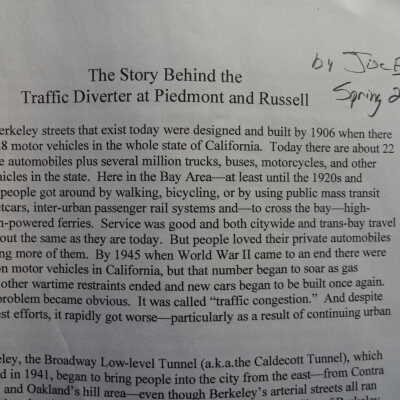 by Joe
Spring 2
The Story Behind the
Traffic Diverter at Piedmont and Russell
erkeley streets that exist today were designed and built by 1906 when there
8 motor vehicles in the whole state of California. Today there are about 22
e automobiles plus several million trucks, buses, motorcycles, and other
hicles in the state. Here in the Bay Area—at least until the 1920s and
people got around by walking, bicycling, or by using public mass transit
etcars, inter-urban passenger rail systems and—to cross the bay—high-
n-powered ferries. Service was good and both citywide and trans-bay travel
out the same as they are today. But people loved their private automobiles
ing more of them. By 1945 when World War II came to an end there were
on motor vehicles in California, but that number began to soar as gas
other wartime restraints ended and new cars began to be built once again.
problem became obvious. It was called “traffic congestion.” And despite
est efforts, it rapidly got worse—particularly as a result of continuing urban
ley, the Broadway Low-level Tunnel (a.k.a.the Caldecott Tunnel), which
d in 1941, began to bring people into the city from the east—from Contra
and Oakland’s hill area—even though Berkeley’s arterial streets all ran